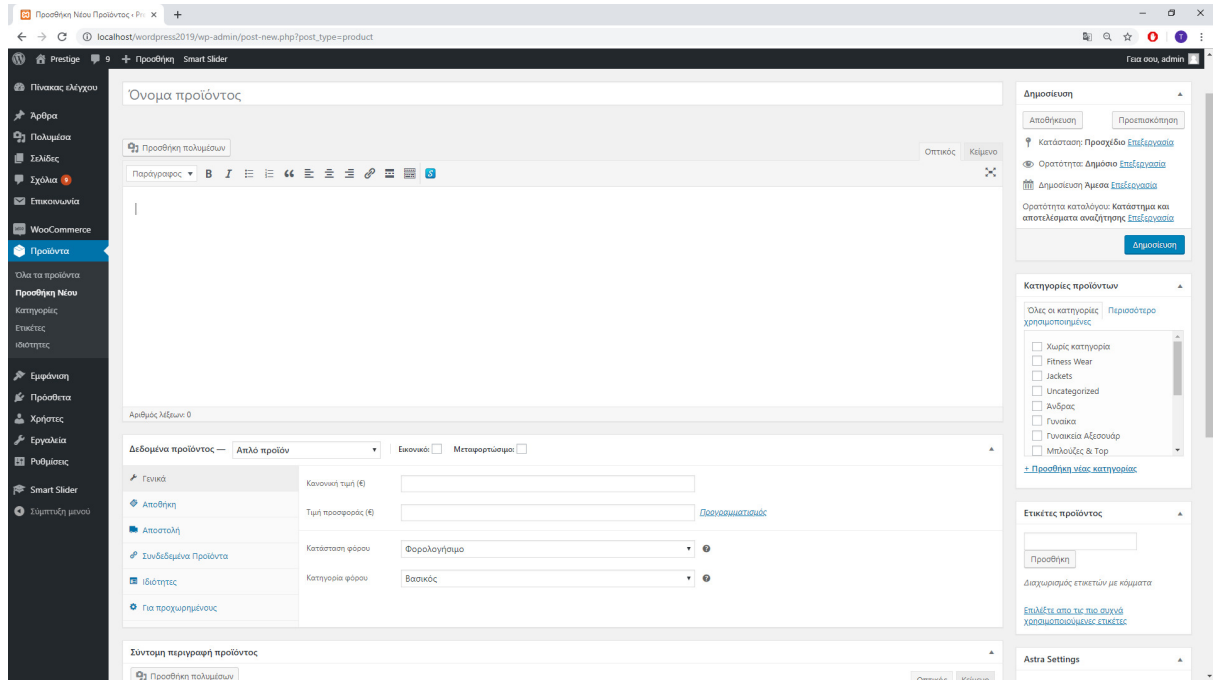 Προσθήκη Νέου Προϊόντος ‹ Pr
localhost/wordpress2019/wp-admin/post-new.php?post_type=product
T
Prestige 9 + Προσθήκη Smart Slider
Γεια σου, admin
Πίνακας ελέγχου
Άρθρα
Πολυμέσα
Σελίδες
Σχόλια 9
Επικοινωνία
WooCommerce
Προϊόντα
Όλα τα προϊόντα
Προσθήκη Νέου
Κατηγορίες
Ετικέτες
Ιδιότητες
Εμφάνιση
Πρόσθετα
Χρήστες
Εργαλεία
Ρυθμίσεις
Smart Slider
Σύμπτυξη μενού
Όνομα προϊόντος
Προσθήκη πολυμέσων
Οπτικός Κείμενο
Παράγραφος B I
Αριθμός λέξεων: 0
Δεδομένα προϊόντος — Απλό προϊόν Εικονικό: Μεταφορτώσιμο:
Γενικά
Αποθήκη
Αποστολή
Συνδεδεμένα Προϊόντα
Ιδιότητες
Για προχωρημένους
Κανονική τιμή (€)
Τιμή προσφοράς (€) Προγραμματισμός
Κατάσταση φόρου Φορολογήσιμο
Κατηγορία φόρου Βασικός
Σύντομη περιγραφή προϊόντος
Προσθήκη πολυμέσων
Οπτικός Κείμενο
Δημοσίευση
Αποθήκευση Προεπισκόπηση
Κατάσταση: Προσχέδιο Επεξεργασία
Ορατότητα: Δημόσιο Επεξεργασία
Δημοσίευση Άμεσα Επεξεργασία
Ορατότητα καταλόγου: Κατάστημα και
αποτελέσματα αναζήτησης Επεξεργασία
Δημοσίευση
Κατηγορίες προϊόντων
Όλες οι κατηγορίες Περισσότερο
χρησιμοποιημένες
Χωρίς κατηγορία
Fitness Wear
Jackets
Uncategorized
Άνδρας
Γυναίκα
Γυναικεία Αξεσουάρ
Μπλούζες & Top
+ Προσθήκη νέας κατηγορίας
Ετικέτες προϊόντος
Προσθήκη
Διαχωρισμός ετικετών με κόμματα
Επιλέξτε απο τις πιο συχνά
χρησιμοποιούμενες ετικέτες
Astra Settings